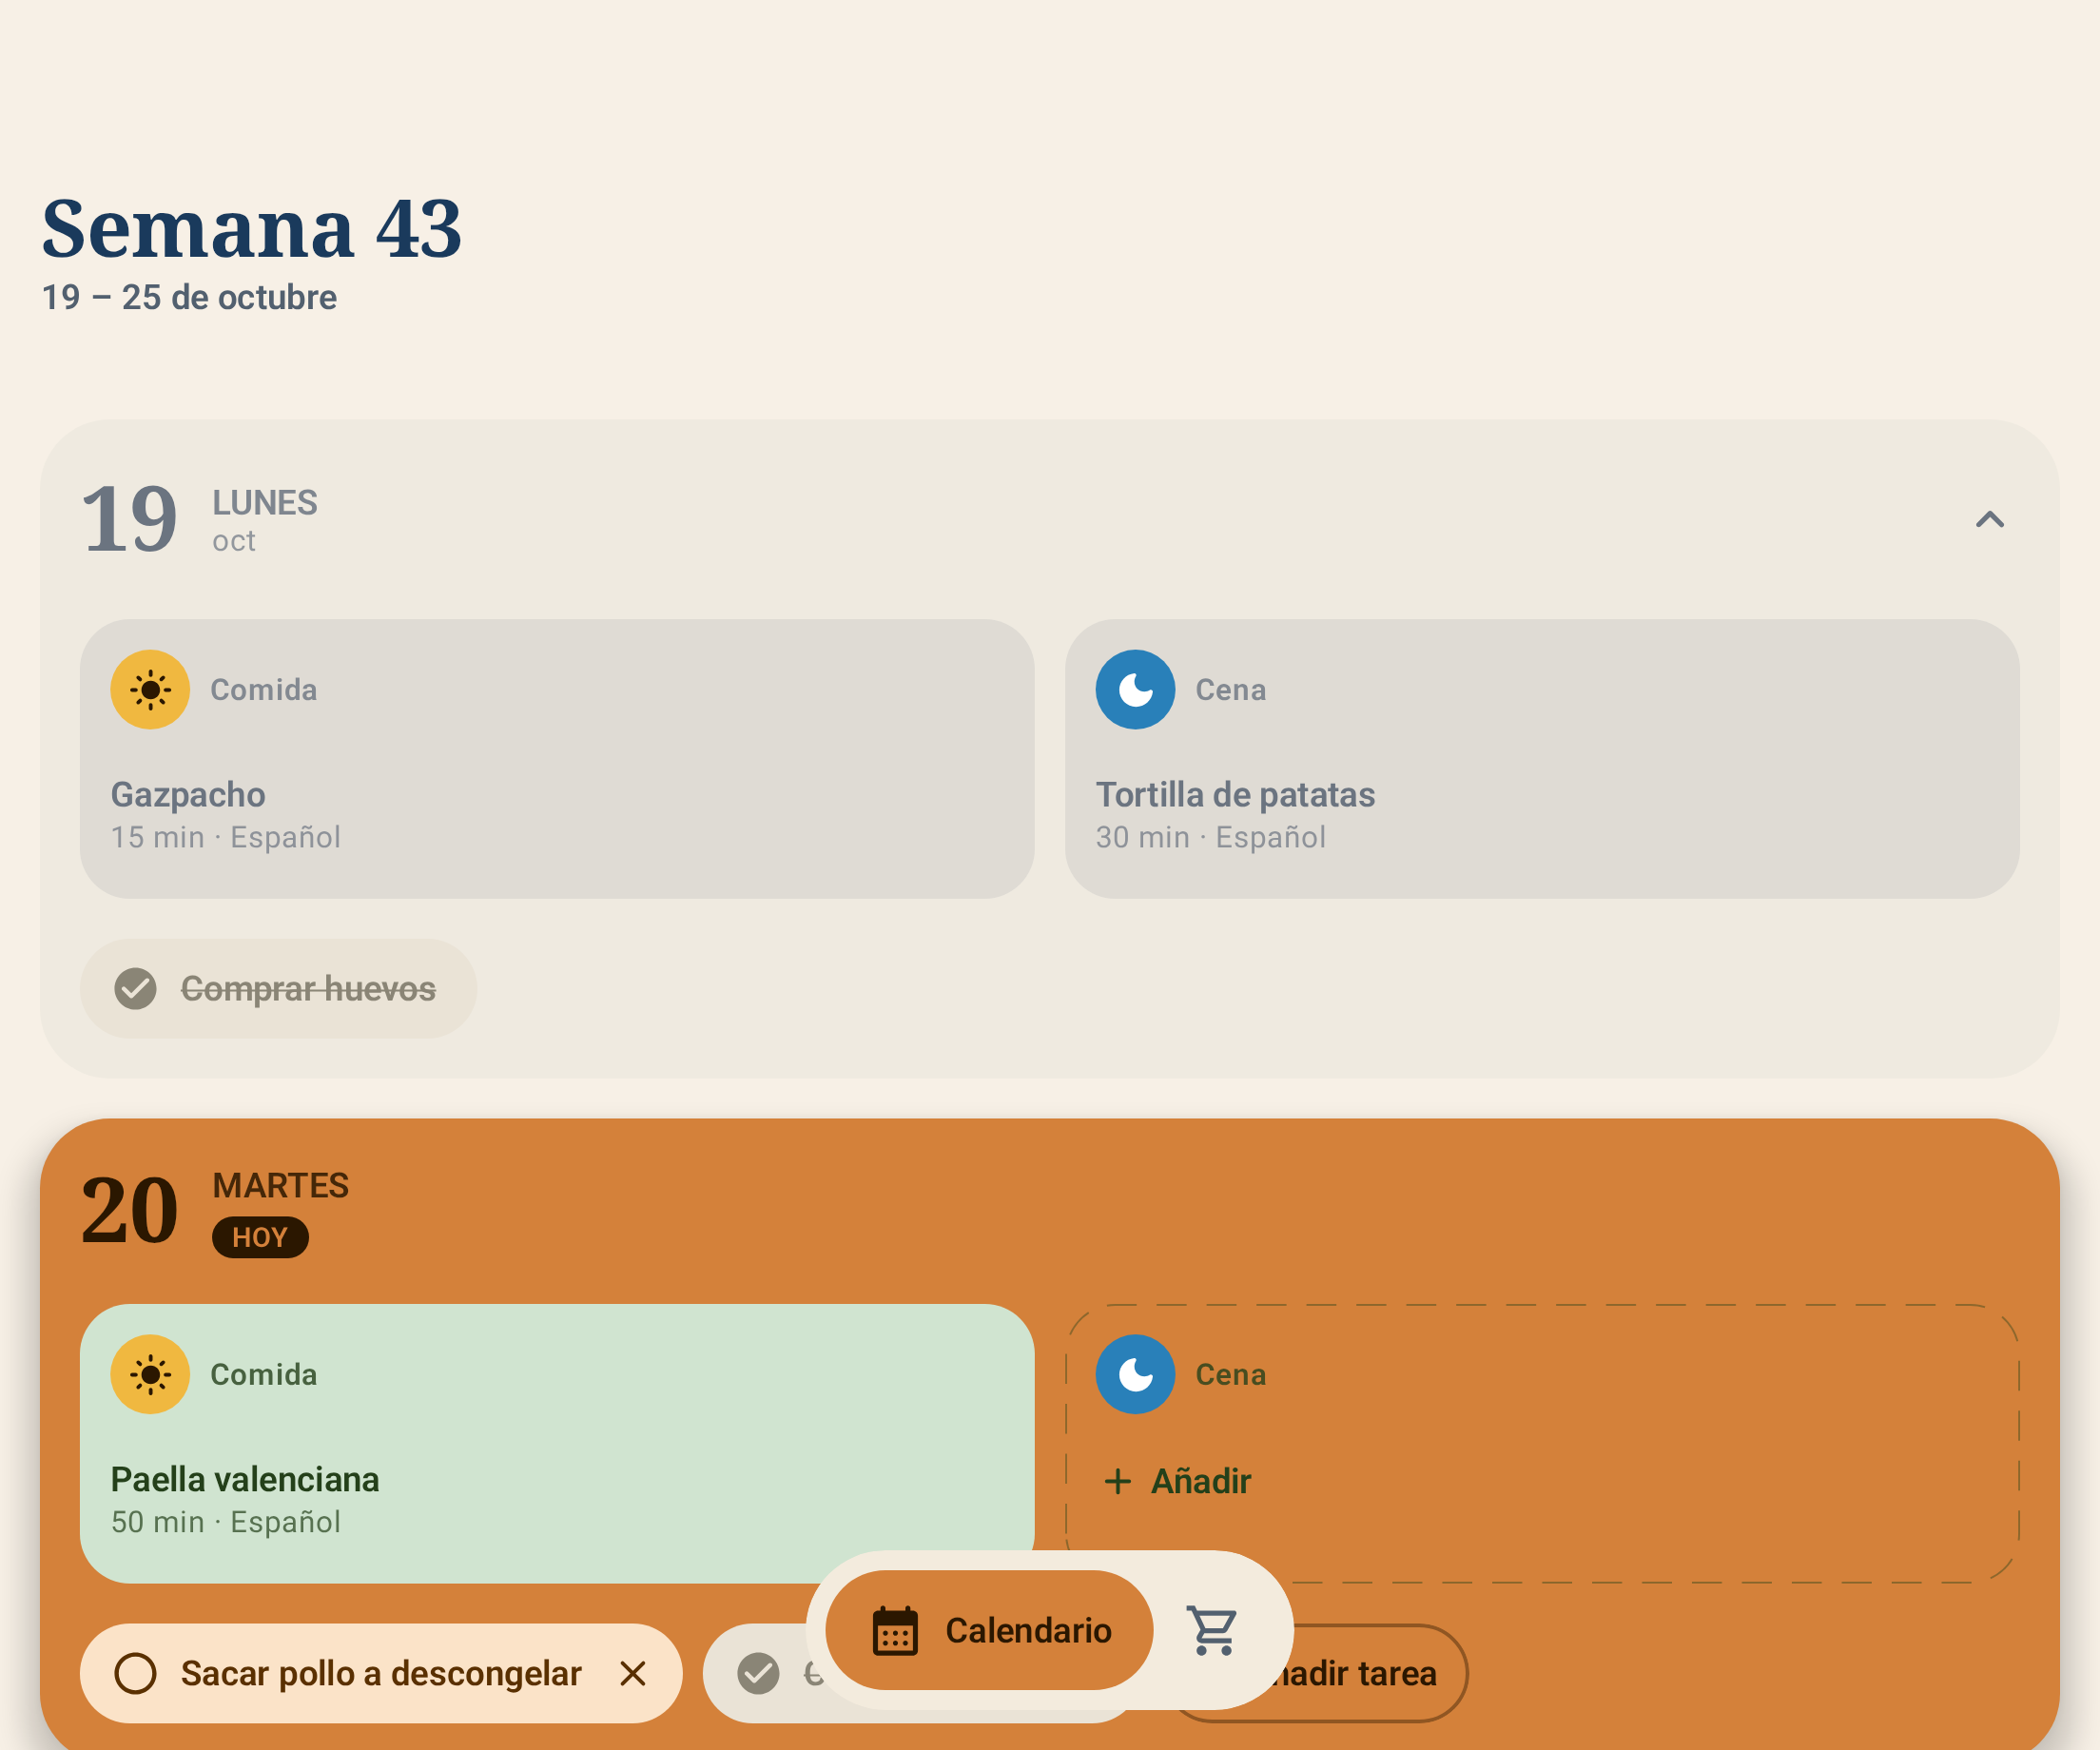 Semana 43
19 – 25 de octubre
19
LUNES
oct
Comida
Gazpacho
15 min · Español
Cena
Tortilla de patatas
30 min · Español
Comprar huevos
20
MARTES
HOY
Comida
Paella valenciana
50 min · Español
Cena
Añadir
Sacar pollo a descongelar
tarea
Calendario